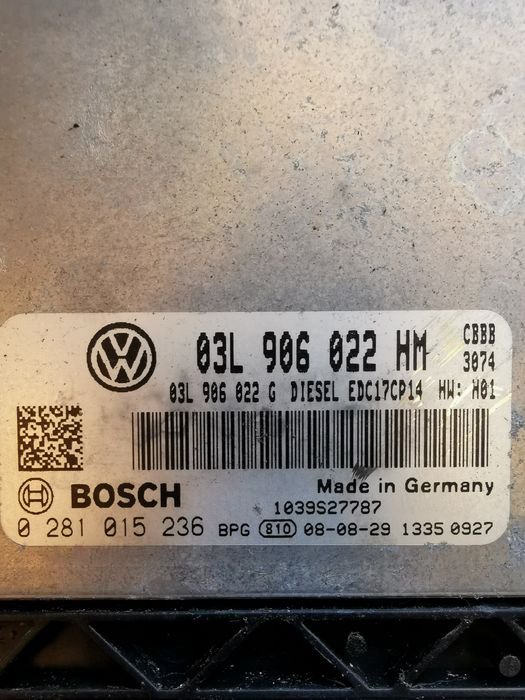 03L 906 022 HM CBBB
3074
03L 906 022 G DIESEL EDC17CP14 HW: H01
BOSCH Made in Germany
1039S27787
0 281 015 236 BPG 810 08-08-29 1335 0927